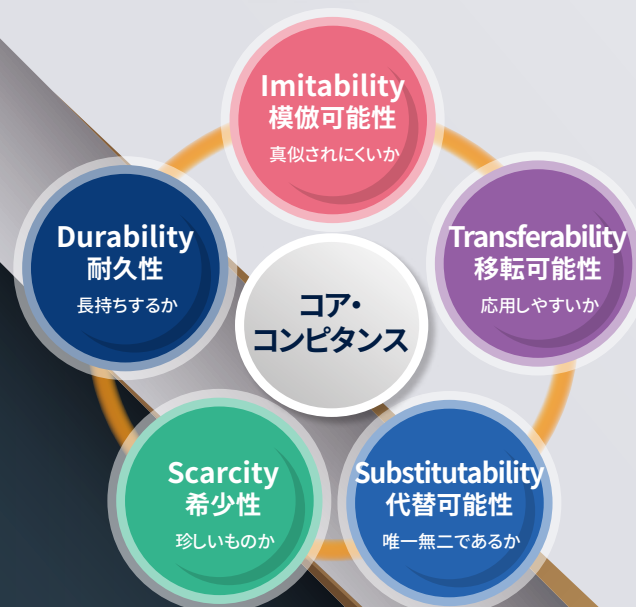 Imitability
模倣可能性
真似されにくいか
Transferability
移転可能性
応用しやすいか
Substitutability
代替可能性
唯一無二であるか
Scarcity
希少性
珍しいものか
Durability
耐久性
長持ちするか
コア・
コンピタンス